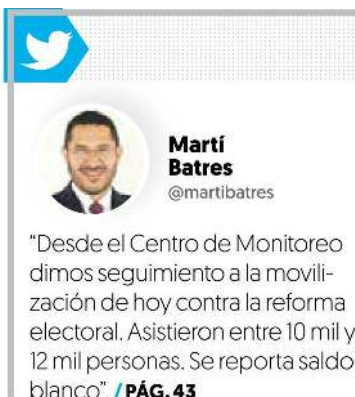 Martí
Batres
@martibatres
"Desde el Centro de Monitoreo
dimos seguimiento a la movili-
zación de hoy contra la reforma
electoral. Asistieron entre 10 mil y
12 mil personas. Se reporta saldo
blanco". / PÁG. 43